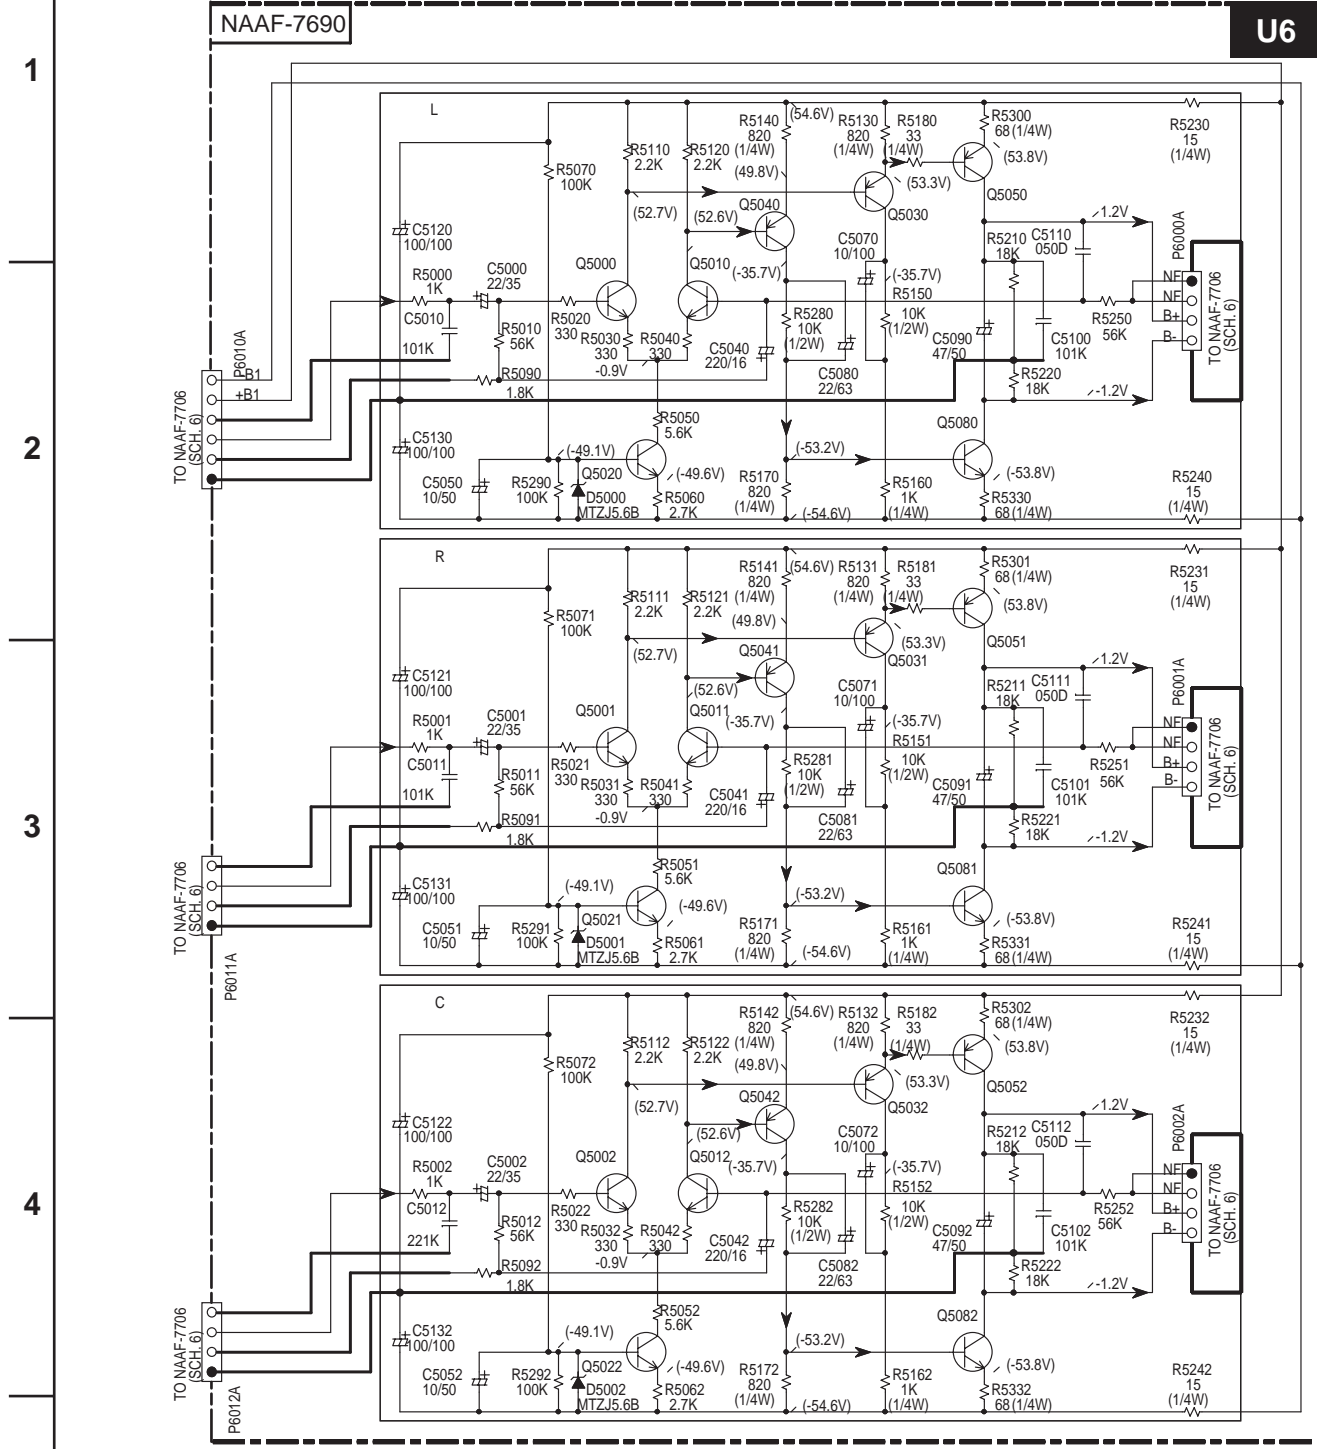 NAAF-7690
U6
1
2
3
4
L
R5140
820
(1/4W)
(54.6V)
R5130
820
(1/4W)
R5180
33
(1/4W)
R5300
68(1/4W)
R5230
15
(1/4W)
R5110
2.2K
R5120
2.2K
R5070
100K
(53.8V)
(49.8V)
(53.3V)
Q5050
Q5040
Q5030
(52.7V)
(52.6V)
1.2V
P6000A
C5120
100/100
C5070
10/100
R5210
18K
C5110
050D
R5000
1K
C5000
22/35
Q5000
Q5010
(-35.7V)
(-35.7V)
R5150
10K
(1/2W)
NF
NF
B+
B-
TO NAAF-7706
(SCH. 6)
C5010
101K
R5010
56K
R5020
330
R5030
330
R5040
330
-0.9V
R5280
10K
(1/2W)
C5040
220/16
C5080
22/63
C5090
47/50
C5100
101K
R5250
56K
P6010A
-B1
+B1
R5090
1.8K
R5220
18K
-1.2V
TO NAAF-7706
(SCH. 6)
R5050
5.6K
Q5080
C5130
100/100
(-49.1V)
(-53.2V)
C5050
10/50
R5290
100K
Q5020
D5000
MTZJ5.6B
(-49.6V)
R5060
2.7K
R5170
820
(1/4W)
(-54.6V)
R5160
1K
(1/4W)
(-53.8V)
R5330
68(1/4W)
R5240
15
(1/4W)
R
R5141
820
(1/4W)
(54.6V)
R5131
820
(1/4W)
R5181
33
(1/4W)
R5301
68(1/4W)
R5231
15
(1/4W)
R5111
2.2K
R5121
2.2K
R5071
100K
(53.8V)
(49.8V)
(53.3V)
Q5051
Q5041
Q5031
(52.7V)
(52.6V)
1.2V
P6001A
C5121
100/100
C5071
10/100
R5211
18K
C5111
050D
R5001
1K
C5001
22/35
Q5001
Q5011
(-35.7V)
(-35.7V)
R5151
10K
(1/2W)
NF
NF
B+
B-
TO NAAF-7706
(SCH. 6)
C5011
101K
R5011
56K
R5021
330
R5031
330
R5041
330
-0.9V
R5281
10K
(1/2W)
C5041
220/16
C5081
22/63
C5091
47/50
C5101
101K
R5251
56K
R5091
1.8K
R5221
18K
-1.2V
TO NAAF-7706
(SCH. 6)
P6011A
R5051
5.6K
Q5081
C5131
100/100
(-49.1V)
(-53.2V)
C5051
10/50
R5291
100K
Q5021
D5001
MTZJ5.6B
(-49.6V)
R5061
2.7K
R5171
820
(1/4W)
(-54.6V)
R5161
1K
(1/4W)
(-53.8V)
R5331
68(1/4W)
R5241
15
(1/4W)
C
R5142
820
(1/4W)
(54.6V)
R5132
820
(1/4W)
R5182
33
(1/4W)
R5302
68(1/4W)
R5232
15
(1/4W)
R5112
2.2K
R5122
2.2K
R5072
100K
(53.8V)
(49.8V)
(53.3V)
Q5052
Q5042
Q5032
(52.7V)
(52.6V)
1.2V
P6002A
C5122
100/100
C5072
10/100
R5212
18K
C5112
050D
R5002
1K
C5002
22/35
Q5002
Q5012
(-35.7V)
(-35.7V)
R5152
10K
(1/2W)
NF
NF
B+
B-
TO NAAF-7706
(SCH. 6)
C5012
221K
R5012
56K
R5022
330
R5032
330
R5042
330
-0.9V
R5282
10K
(1/2W)
C5042
220/16
C5082
22/63
C5092
47/50
C5102
101K
R5252
56K
R5092
1.8K
R5222
18K
-1.2V
TO NAAF-7706
(SCH. 6)
P6012A
R5052
5.6K
Q5082
C5132
100/100
(-49.1V)
(-53.2V)
C5052
10/50
R5292
100K
Q5022
D5002
MTZJ5.6B
(-49.6V)
R5062
2.7K
R5172
820
(1/4W)
(-54.6V)
R5162
1K
(1/4W)
(-53.8V)
R5332
68(1/4W)
R5242
15
(1/4W)